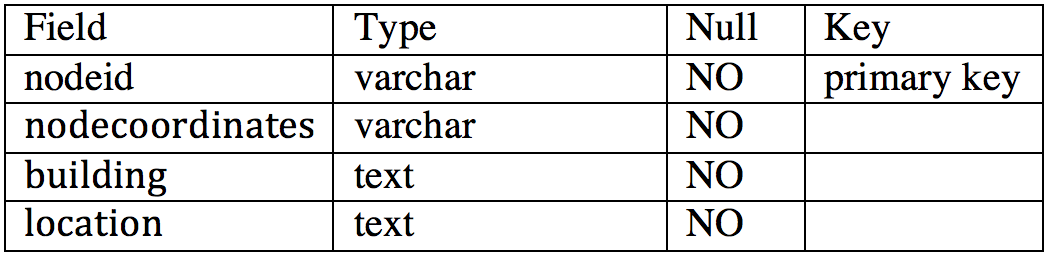 Field Type Null Key
nodeid varchar NO primary key
nodecoordinates varchar NO
building text NO
location text NO